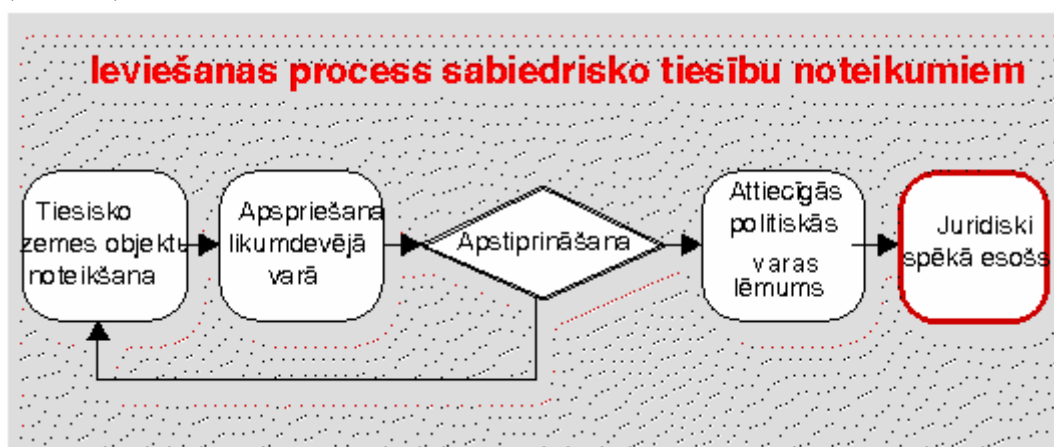 Ieviešanas process sabiedrisko tiesību noteikumiem
Tiesisko
zemes objektu
noteikšana
Apspriešana
likumdevējā
varā
Apstiprināšana
Attiecīgās
politiskās
varas
lēmums
Juridiski
spēkā esošs